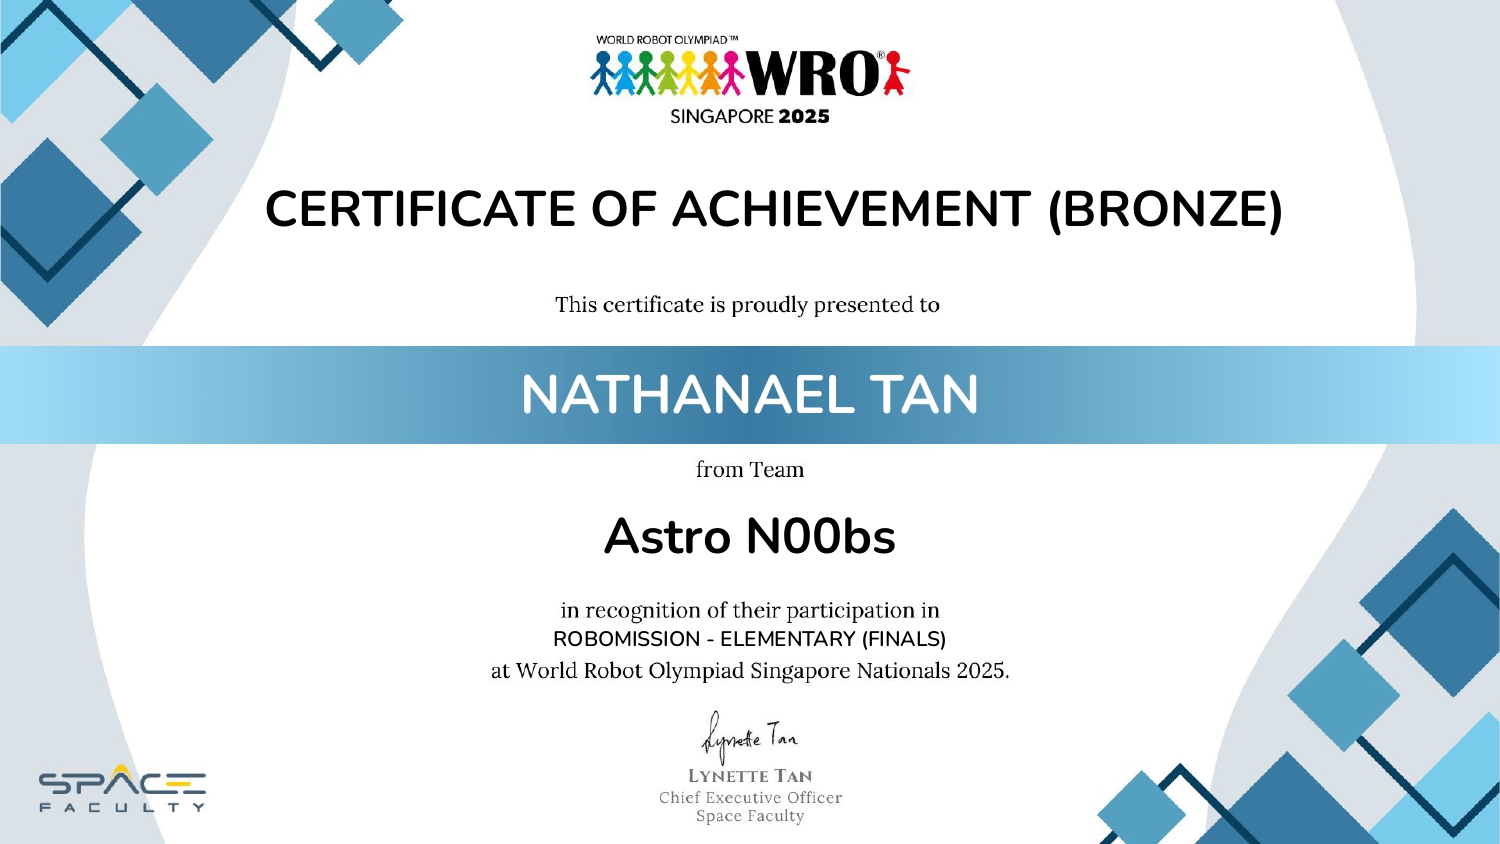 WORLD ROBOT OLYMPIAD™
WRO®
SINGAPORE 2025
CERTIFICATE OF ACHIEVEMENT (BRONZE)
This certificate is proudly presented to
NATHANAEL TAN
from Team
Astro N00bs
in recognition of their participation in
ROBOMISSION - ELEMENTARY (FINALS)
at World Robot Olympiad Singapore Nationals 2025.
Lynette Tan
LYNETTE TAN
Chief Executive Officer
Space Faculty
SPACE
FACULTY